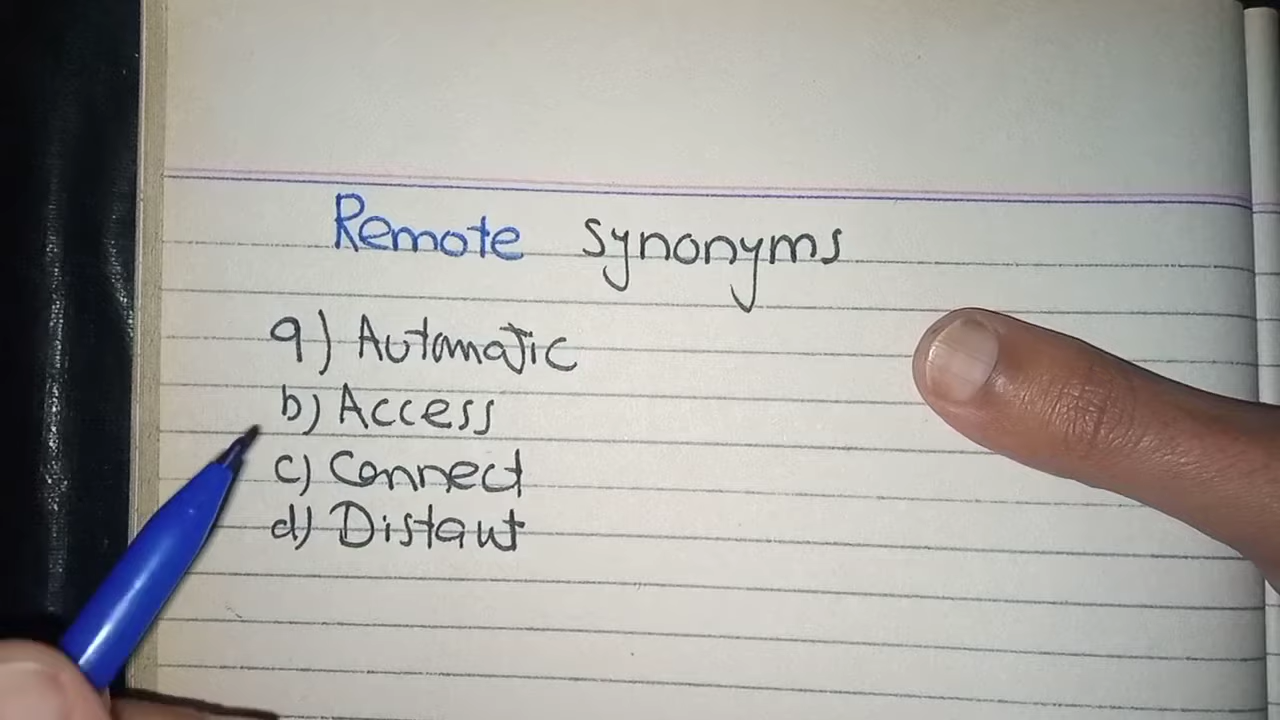 Remote synonyms
a) Automatic
b) Access
c) Connect
d) Distant